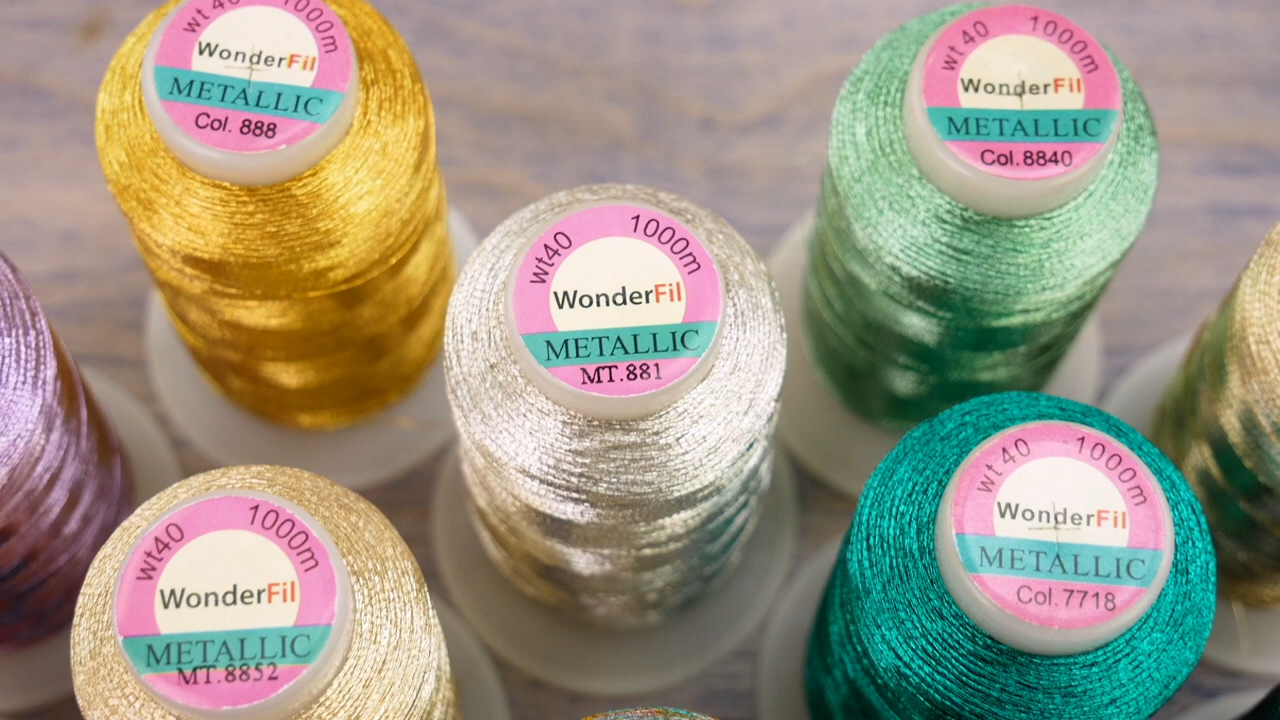 wt 40 1000m
WonderFil
METALLIC
Col. 888
wt 40 1000m
WonderFil
METALLIC
Col.8840
wt40 1000m
WonderFil
METALLIC
MT.881
wt40 1000m
WonderFil
METALLIC
MT.8852
wt 40 1000m
WonderFil
METALLIC
Col.7718